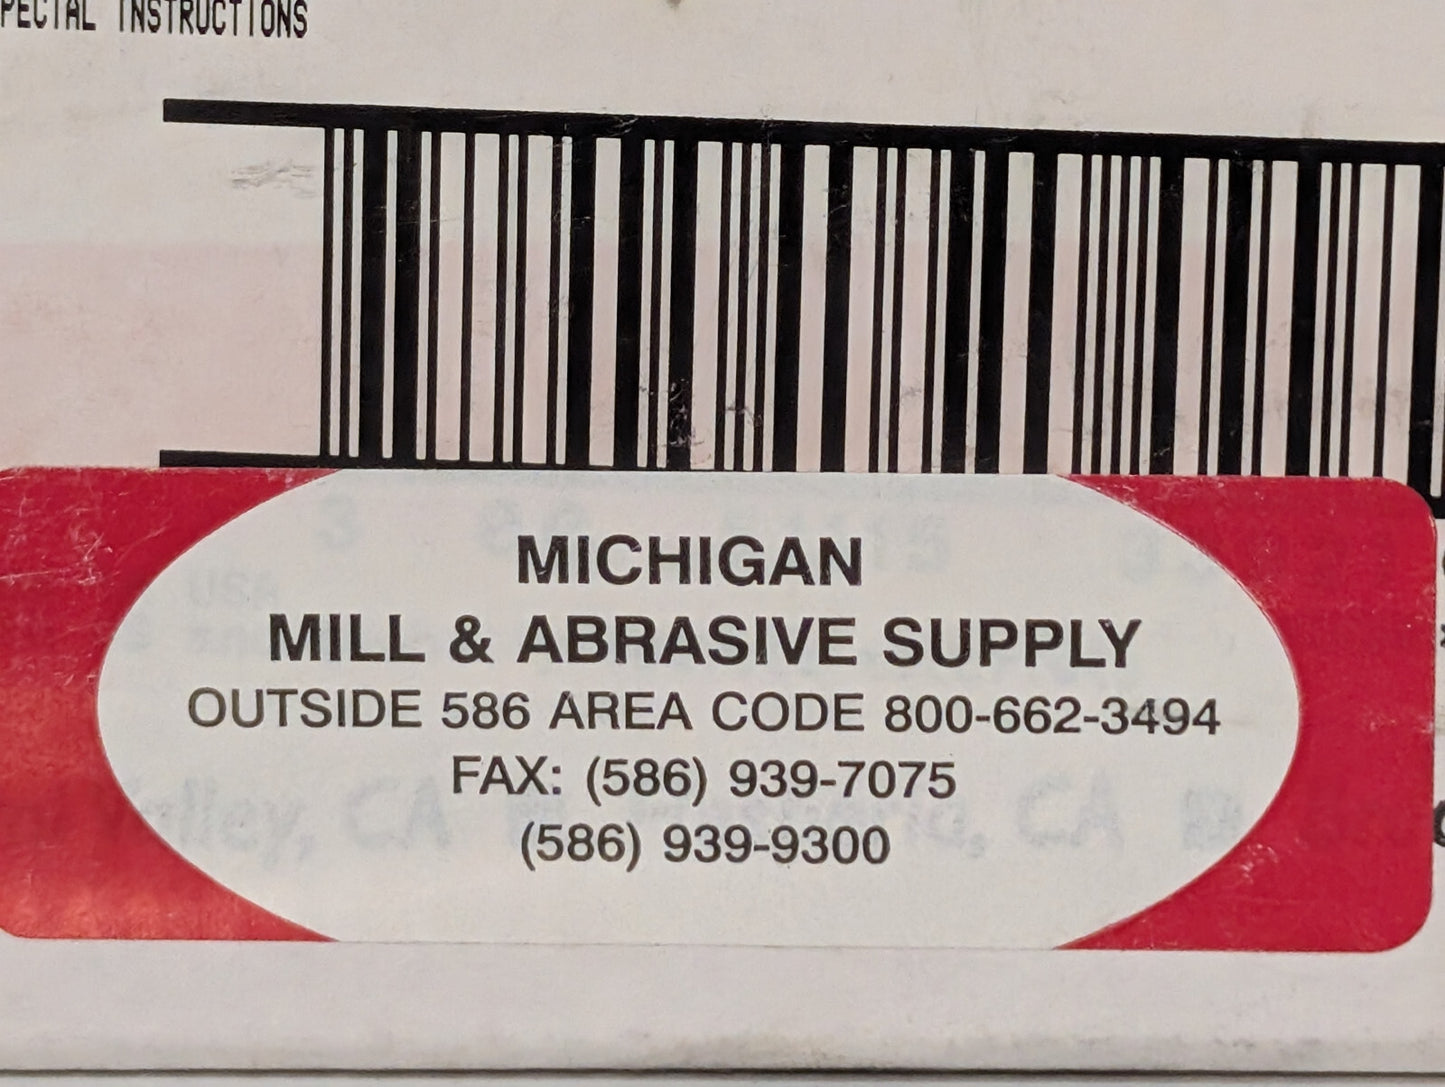 INSTRUCTIONS
MICHIGAN
MILL & ABRASIVE SUPPLY
OUTSIDE 586 AREA CODE 800-662-3494
FAX: (586) 939-7075
(586) 939-9300